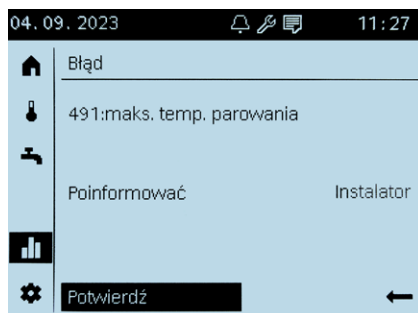 04. 09. 2023 11:27
Błąd
491:maks. temp. parowania
Poinformować Instalator
Potwierdź